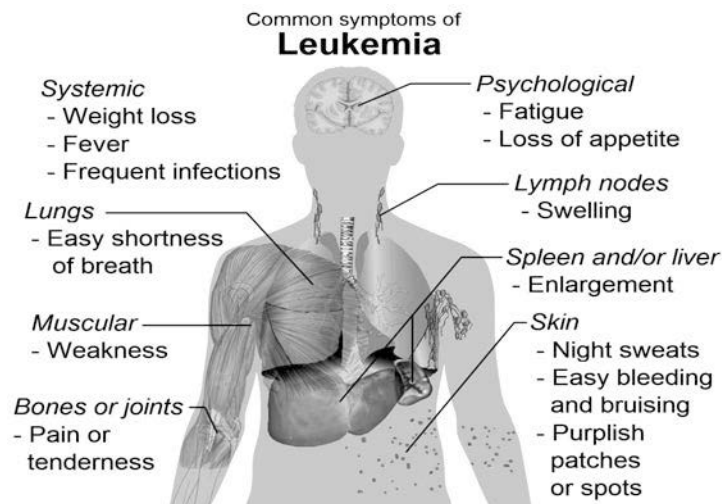 Common symptoms of
Leukemia
Systemic
- Weight loss
- Fever
- Frequent infections
Lungs
- Easy shortness
of breath
Muscular
- Weakness
Bones or joints
- Pain or
tenderness
Psychological
- Fatigue
- Loss of appetite
Lymph nodes
- Swelling
Spleen and/or liver
- Enlargement
Skin
- Night sweats
- Easy bleeding
and bruising
- Purplish
patches
or spots